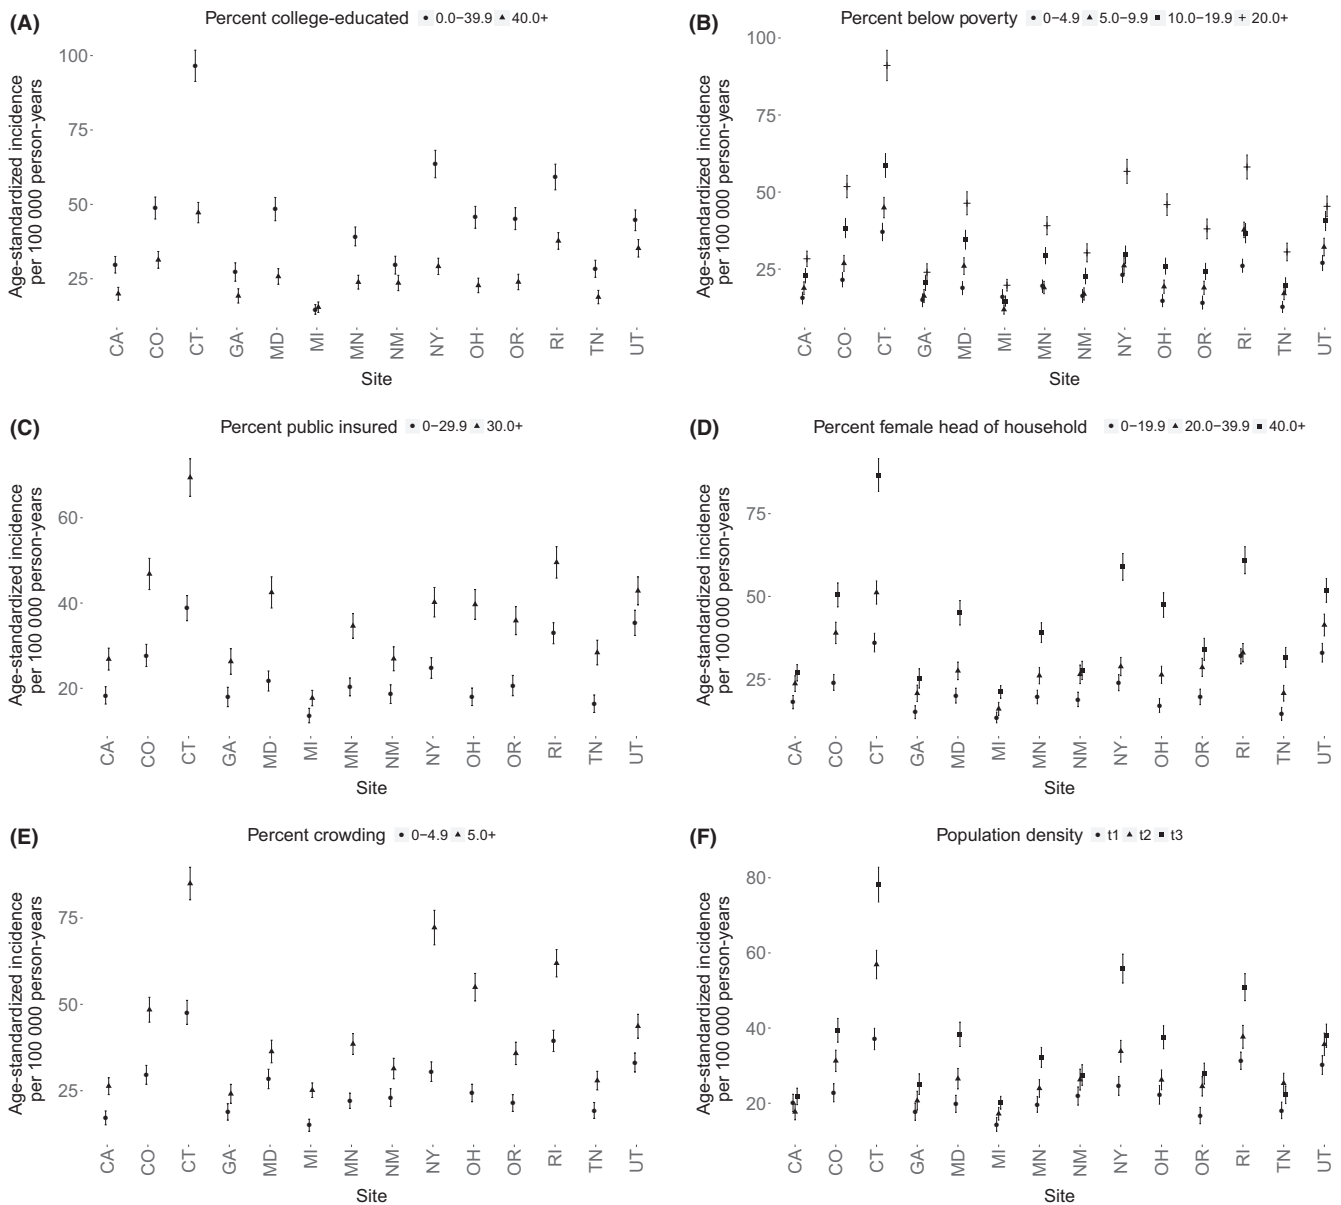 (A) Percent college-educated 0.0−39.9 40.0+
Age-standardized incidence
per 100 000 person-years
100
75
50
25
CA CO CT GA MD MI MN NM NY OH OR RI TN UT
Site
(B) Percent below poverty 0−4.9 5.0−9.9 10.0−19.9 20.0+
Age-standardized incidence
per 100 000 person-years
100
75
50
25
CA CO CT GA MD MI MN NM NY OH OR RI TN UT
Site
(C) Percent public insured 0−29.9 30.0+
Age-standardized incidence
per 100 000 person-years
60
40
20
CA CO CT GA MD MI MN NM NY OH OR RI TN UT
Site
(D) Percent female head of household 0−19.9 20.0−39.9 40.0+
Age-standardized incidence
per 100 000 person-years
75
50
25
CA CO CT GA MD MI MN NM NY OH OR RI TN UT
Site
(E) Percent crowding 0−4.9 5.0+
Age-standardized incidence
per 100 000 person-years
75
50
25
CA CO CT GA MD MI MN NM NY OH OR RI TN UT
Site
(F) Population density t1 t2 t3
Age-standardized incidence
per 100 000 person-years
80
60
40
20
CA CO CT GA MD MI MN NM NY OH OR RI TN UT
Site